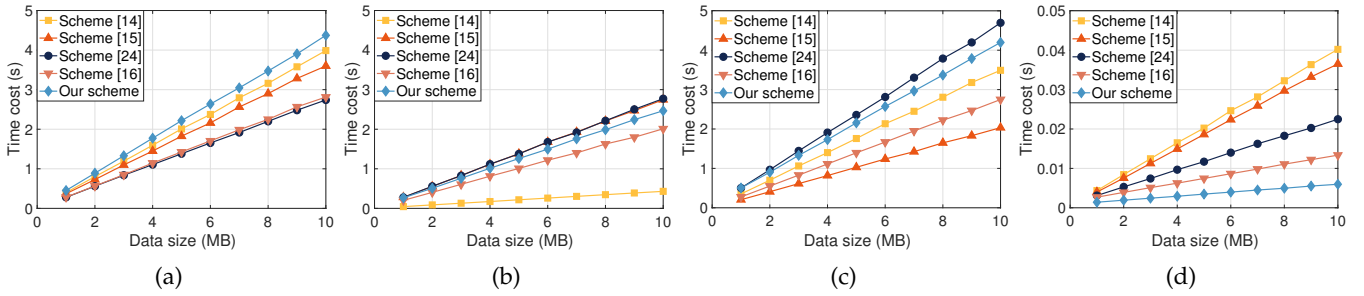 5
4
3
2
1
0
0
2
4
6
8
10
Time cost (s)
Data size (MB)
Scheme [14]
Scheme [15]
Scheme [24]
Scheme [16]
Our scheme
(a)
5
4
3
2
1
0
0
2
4
6
8
10
Time cost (s)
Data size (MB)
Scheme [14]
Scheme [15]
Scheme [24]
Scheme [16]
Our scheme
(b)
5
4
3
2
1
0
0
2
4
6
8
10
Time cost (s)
Data size (MB)
Scheme [14]
Scheme [15]
Scheme [24]
Scheme [16]
Our scheme
(c)
0.05
0.04
0.03
0.02
0.01
0
0
2
4
6
8
10
Time cost (s)
Data size (MB)
Scheme [14]
Scheme [15]
Scheme [24]
Scheme [16]
Our scheme
(d)